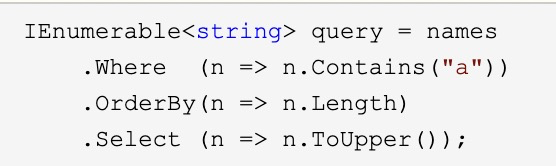 IEnumerable<string> query = names
.Where  (n => n.Contains("a"))
.OrderBy(n => n.Length)
.Select (n => n.ToUpper());